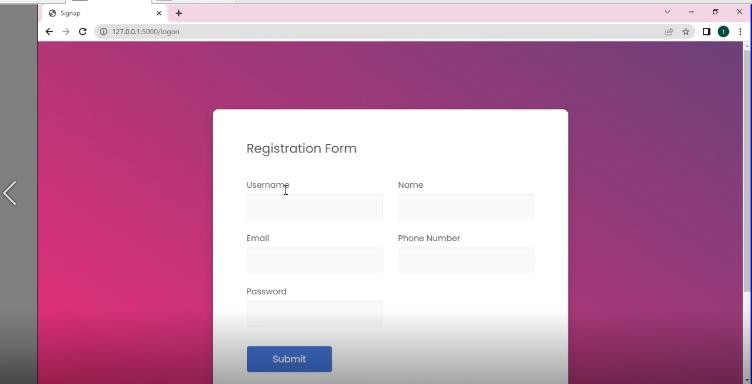 Signup
127.0.0.1:5000/logon
t
Registration Form
Username Name
Email Phone Number
Password
Submit